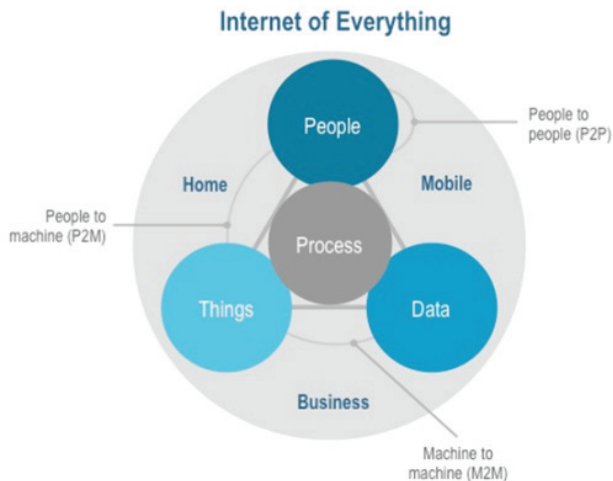 Internet of Everything
People
People to
people (P2P)
Home
Mobile
People to
machine (P2M)
Process
Things
Data
Business
Machine to
machine (M2M)